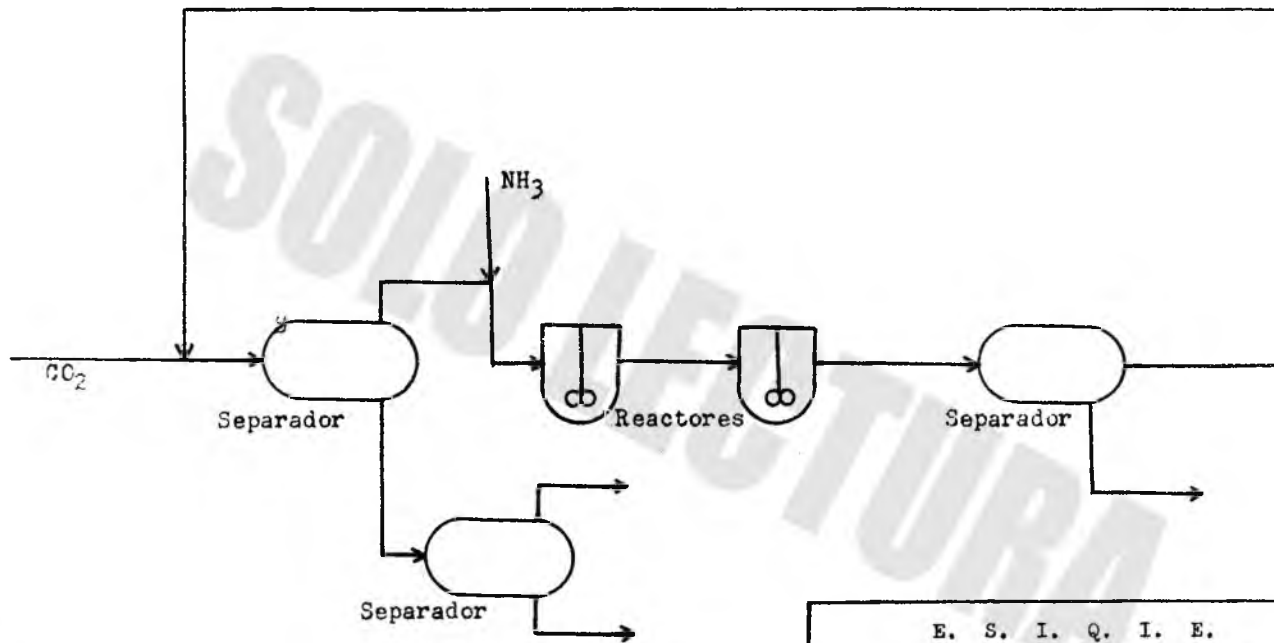 SOLO LECTURA
NH3
CO2
Separador
Reactores
Separador
Separador
E. S. I. Q. I. E.